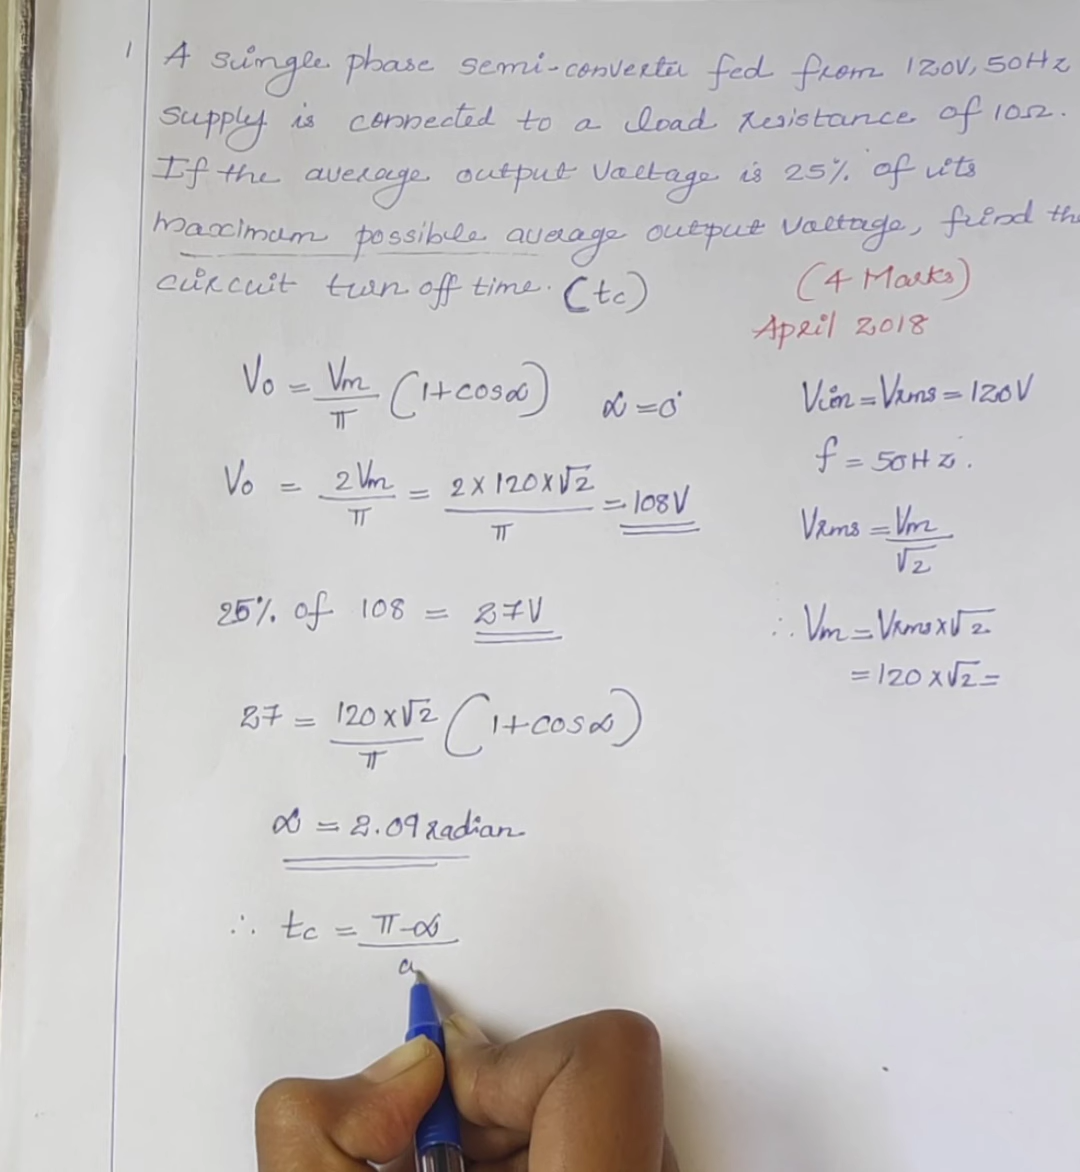 1 A single phase semi-converter fed from 120V, 50Hz
supply is connected to a load resistance of 10Ω.
If the average output voltage is 25% of its
maximum possible average output voltage, find the
circuit turn off time. (tc)
(4 Marks)
April 2018
Vo = Vm/π (1+cosα) α = 0°
Vo = 2Vm/π = 2×120×√2/π = 108V
25% of 108 = 27V
27 = 120×√2/π (1+cosα)
α = 2.09 radian
∴ tc = π-α
Vin = Vrms = 120V
f = 50Hz.
Vrms = Vm/√2
∴ Vm = Vrms×√2
= 120×√2 =